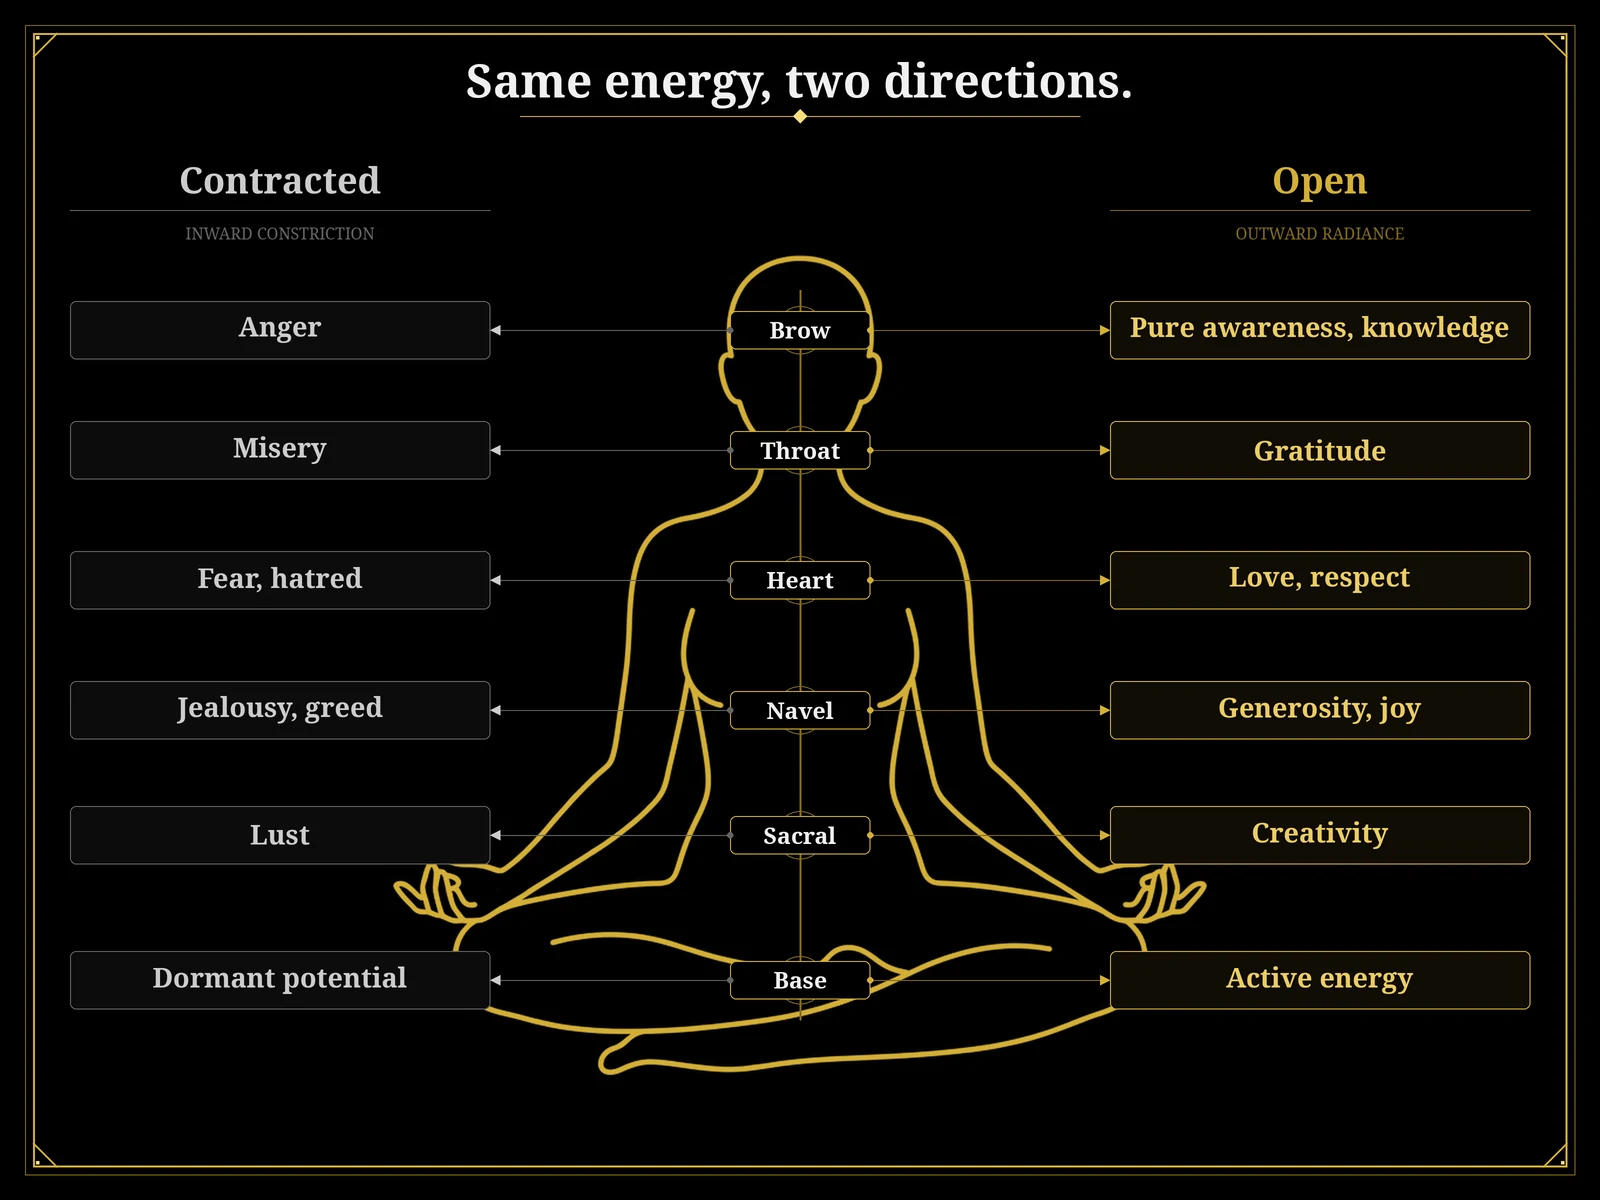 Same energy, two directions.
Contracted
Open
INWARD CONSTRICTION
OUTWARD RADIANCE
Anger
Brow
Pure awareness, knowledge
Misery
Throat
Gratitude
Fear, hatred
Heart
Love, respect
Jealousy, greed
Navel
Generosity, joy
Lust
Sacral
Creativity
Dormant potential
Base
Active energy